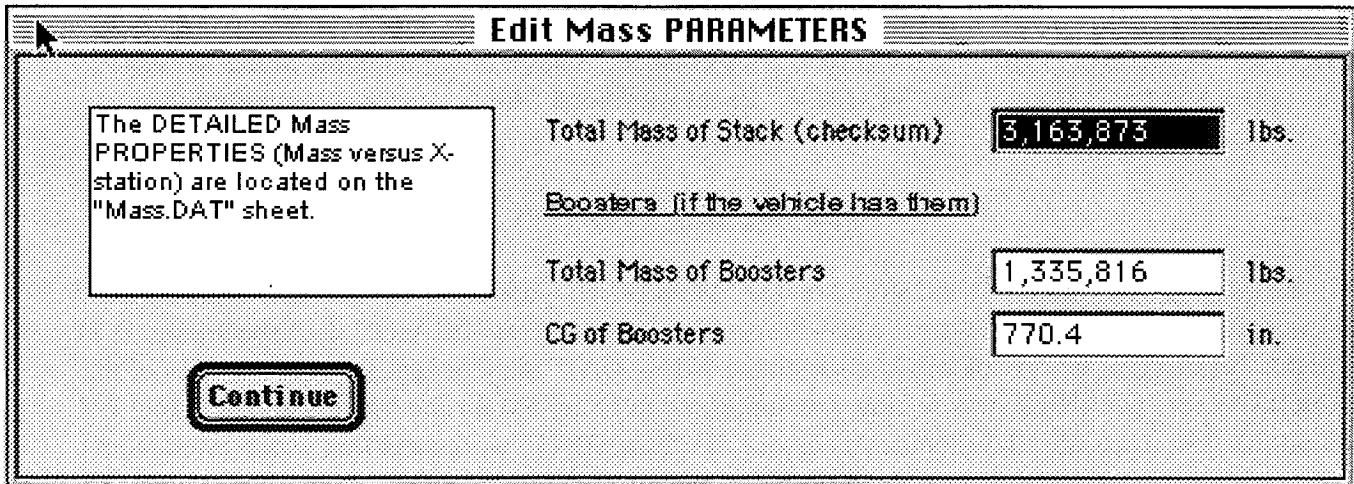 Edit Mass PARAMETERS
The DETAILED Mass
PROPERTIES (Mass versus X-
station) are located on the
"Mass.DAT" sheet.
Total Mass of Stack (checksum) 3,163,873 lbs.
Boosters (if the vehicle has them)
Total Mass of Boosters 1,335,816 lbs.
CG of Boosters 770.4 in.
Continue